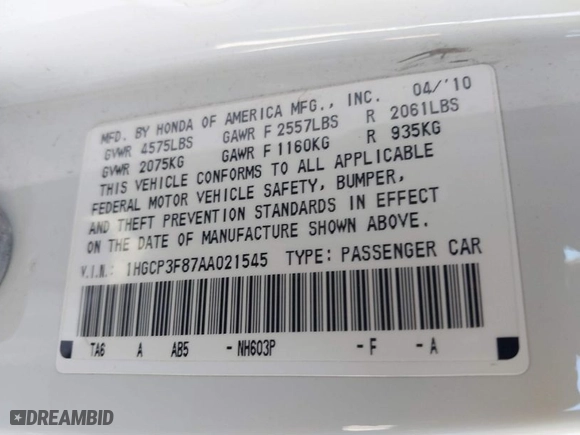 MFD. BY HONDA OF AMERICA MFG., INC. 04/'10
GVWR 4575LBS GAWR F 2557LBS R 2061LBS
GVWR 2075KG GAWR F 1160KG R 935KG
THIS VEHICLE CONFORMS TO ALL APPLICABLE
FEDERAL MOTOR VEHICLE SAFETY, BUMPER,
AND THEFT PREVENTION STANDARDS IN EFFECT
ON THE DATE OF MANUFACTURE SHOWN ABOVE.
V.I.N.: 1HGCP3F87AA021545 TYPE: PASSENGER CAR
TA6 A AB5 - NH603P - F - A
DREAMBID